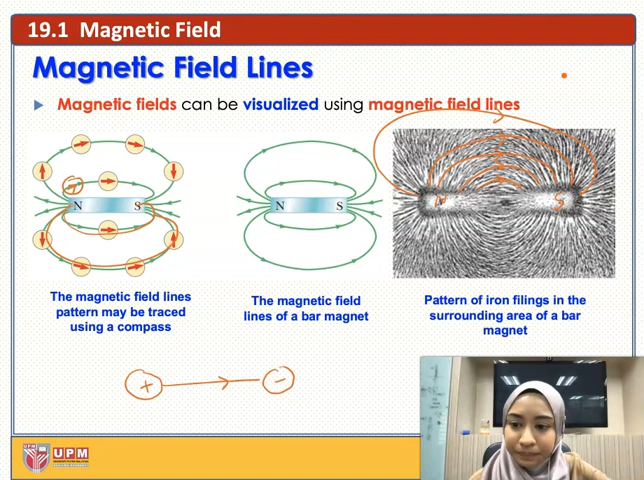 19.1 Magnetic Field
Magnetic Field Lines
Magnetic fields can be visualized using magnetic field lines
N S
N S
N S
The magnetic field lines
pattern may be traced
using a compass
The magnetic field
lines of a bar magnet
Pattern of iron filings in the
surrounding area of a bar
magnet
+ −
UPM